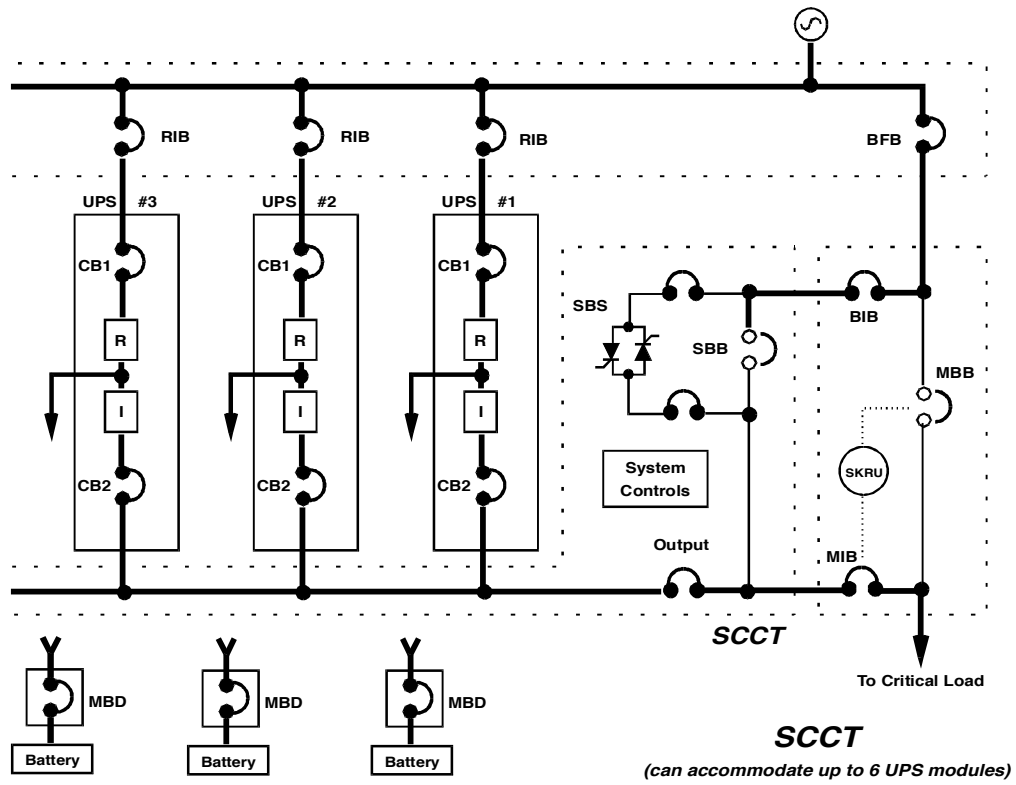 RIB
RIB
RIB
BFB
UPS #3
UPS #2
UPS #1
CB1
CB1
CB1
R
R
R
I
I
I
CB2
CB2
CB2
SBS
SBB
BIB
MBB
SKRU
System
Controls
Output
MIB
SCCT
To Critical Load
MBD
MBD
MBD
Battery
Battery
Battery
SCCT
(can accommodate up to 6 UPS modules)